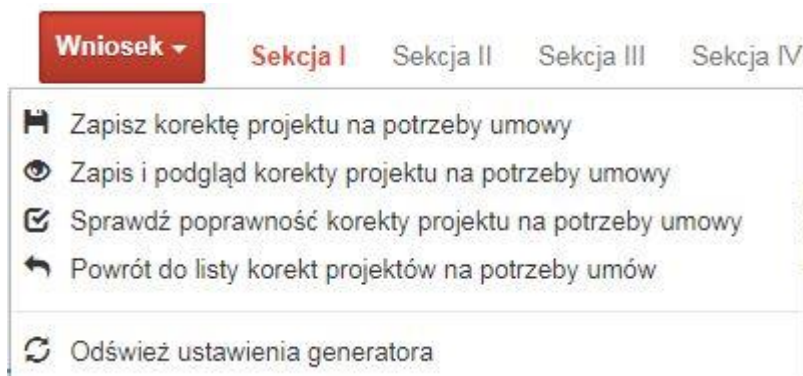 Wniosek Sekcja I Sekcja II Sekcja III Sekcja IV
Zapisz korektę projektu na potrzeby umowy
Zapis i podgląd korekty projektu na potrzeby umowy
Sprawdź poprawność korekty projektu na potrzeby umowy
Powrót do listy korekt projektów na potrzeby umów
Odśwież ustawienia generatora